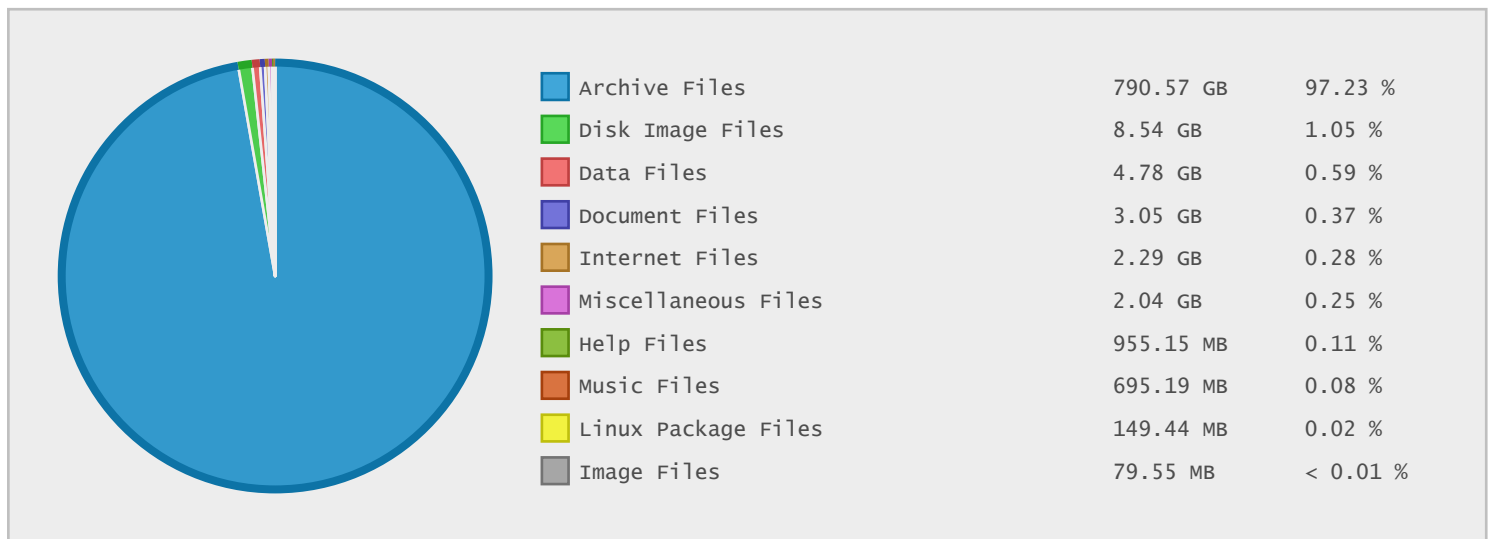 Archive Files 790.57 GB 97.23 %
Disk Image Files 8.54 GB 1.05 %
Data Files 4.78 GB 0.59 %
Document Files 3.05 GB 0.37 %
Internet Files 2.29 GB 0.28 %
Miscellaneous Files 2.04 GB 0.25 %
Help Files 955.15 MB 0.11 %
Music Files 695.19 MB 0.08 %
Linux Package Files 149.44 MB 0.02 %
Image Files 79.55 MB < 0.01 %